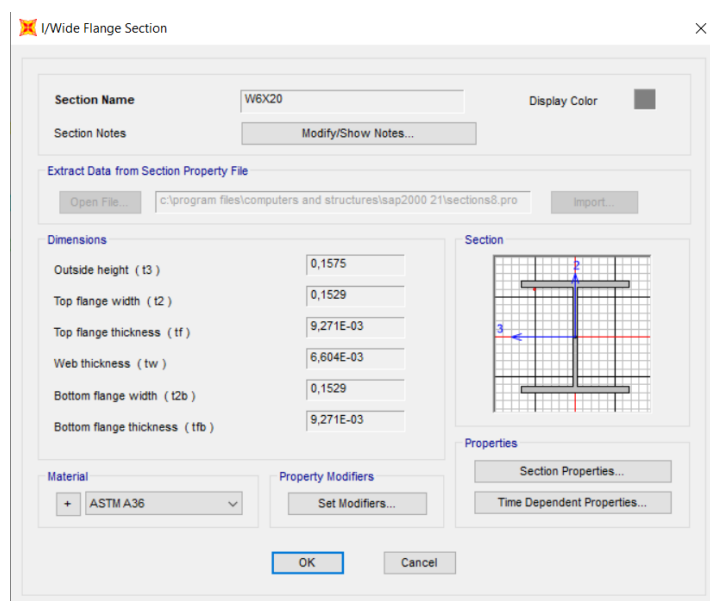 I/Wide Flange Section
Section Name W6X20 Display Color
Section Notes Modify/Show Notes...
Extract Data from Section Property File
Open File... c:\program files\computers and structures\sap2000 21\sections8.pro Import...
Dimensions
Outside height ( t3 ) 0,1575
Top flange width ( t2 ) 0,1529
Top flange thickness ( tf ) 9,271E-03
Web thickness ( tw ) 6,604E-03
Bottom flange width ( t2b ) 0,1529
Bottom flange thickness ( tfb ) 9,271E-03
Section
2
3
Material
+ ASTM A36
Property Modifiers
Set Modifiers...
Properties
Section Properties...
Time Dependent Properties...
OK Cancel